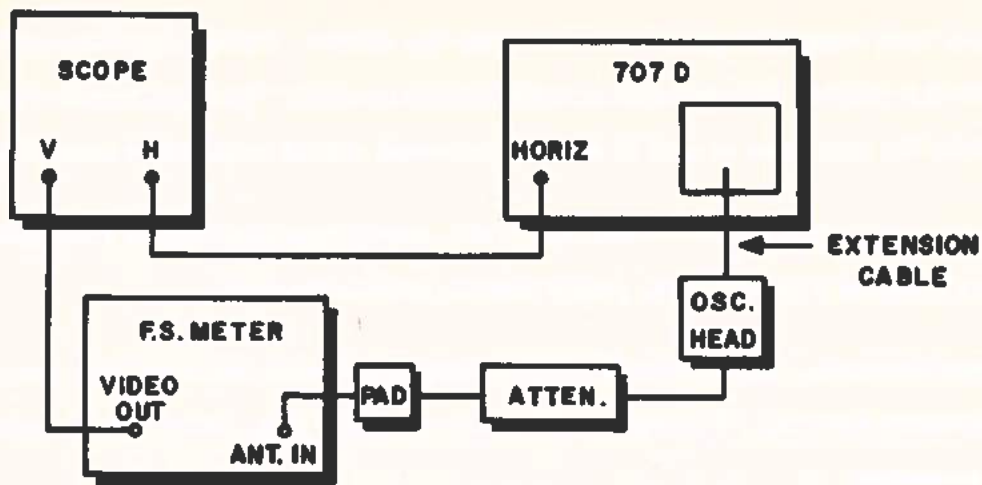 SCOPE
V
H
707 D
HORIZ
EXTENSION
CABLE
OSC.
HEAD
F.S. METER
VIDEO
OUT
ANT. IN
PAD
ATTEN.